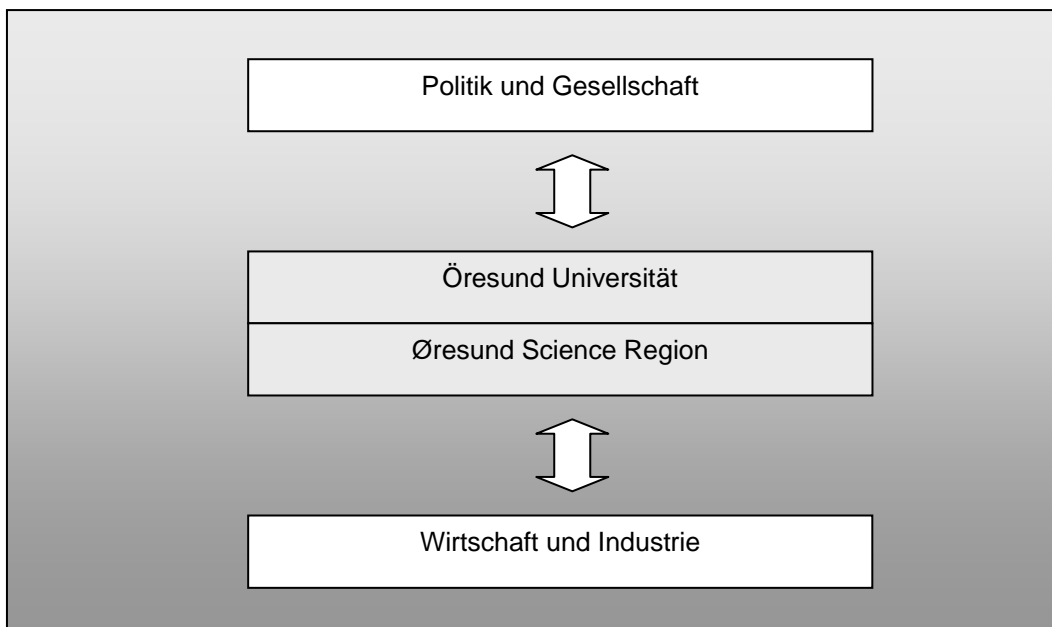 Politik und Gesellschaft
Öresund Universität
Øresund Science Region
Wirtschaft und Industrie